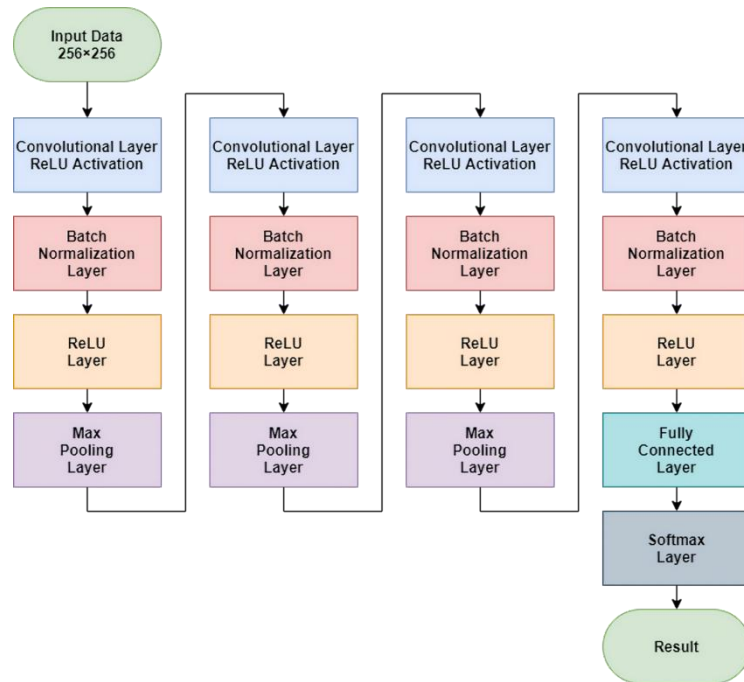 Input Data
256×256
Convolutional Layer
ReLU Activation
Batch
Normalization
Layer
ReLU
Layer
Max
Pooling
Layer
Convolutional Layer
ReLU Activation
Batch
Normalization
Layer
ReLU
Layer
Max
Pooling
Layer
Convolutional Layer
ReLU Activation
Batch
Normalization
Layer
ReLU
Layer
Max
Pooling
Layer
Convolutional Layer
ReLU Activation
Batch
Normalization
Layer
ReLU
Layer
Fully
Connected
Layer
Softmax
Layer
Result